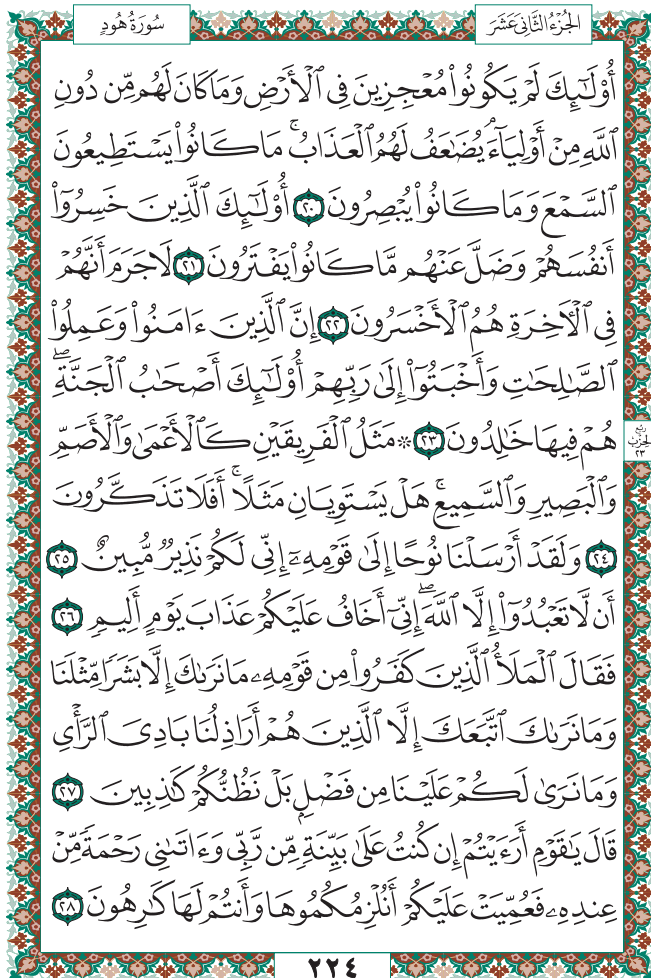 الجُزْءُ الثَّانِي عَشَرَ
سُورَةُ هُودٍ
أُوْلَٰٓئِكَ لَمۡ يَكُونُواْ مُعۡجِزِينَ فِي ٱلۡأَرۡضِ وَمَا كَانَ لَهُم مِّن دُونِ
ٱللَّهِ مِنۡ أَوۡلِيَآءَۘ يُضَٰعَفُ لَهُمُ ٱلۡعَذَابُۚ مَا كَانُواْ يَسۡتَطِيعُونَ
ٱلسَّمۡعَ وَمَا كَانُواْ يُبۡصِرُونَ ٢٠ أُوْلَٰٓئِكَ ٱلَّذِينَ خَسِرُوٓاْ
أَنفُسَهُمۡ وَضَلَّ عَنۡهُم مَّا كَانُواْ يَفۡتَرُونَ ٢١ لَا جَرَمَ أَنَّهُمۡ
فِي ٱلۡأٓخِرَةِ هُمُ ٱلۡأَخۡسَرُونَ ٢٢ إِنَّ ٱلَّذِينَ ءَامَنُواْ وَعَمِلُواْ
ٱلصَّٰلِحَٰتِ وَأَخۡبَتُوٓاْ إِلَىٰ رَبِّهِمۡ أُوْلَٰٓئِكَ أَصۡحَٰبُ ٱلۡجَنَّةِۖ
هُمۡ فِيهَا خَٰلِدُونَ ٢٣ ۞ مَثَلُ ٱلۡفَرِيقَيۡنِ كَٱلۡأَعۡمَىٰ وَٱلۡأَصَمِّ
رُبْع الحِزْب ٢٣
وَٱلۡبَصِيرِ وَٱلسَّمِيعِۚ هَلۡ يَسۡتَوِيَانِ مَثَلًاۚ أَفَلَا تَذَكَّرُونَ
٢٤ وَلَقَدۡ أَرۡسَلۡنَا نُوحًا إِلَىٰ قَوۡمِهِۦٓ إِنِّي لَكُمۡ نَذِيرٞ مُّبِينٌ ٢٥
أَن لَّا تَعۡبُدُوٓاْ إِلَّا ٱللَّهَۖ إِنِّيٓ أَخَافُ عَلَيۡكُمۡ عَذَابَ يَوۡمٍ أَلِيمٖ ٢٦
فَقَالَ ٱلۡمَلَأُ ٱلَّذِينَ كَفَرُواْ مِن قَوۡمِهِۦ مَا نَرَىٰكَ إِلَّا بَشَرٗا مِّثۡلَنَا
وَمَا نَرَىٰكَ ٱتَّبَعَكَ إِلَّا ٱلَّذِينَ هُمۡ أَرَاذِلُنَا بَادِيَ ٱلرَّأۡيِ
وَمَا نَرَىٰ لَكُمۡ عَلَيۡنَا مِن فَضۡلِۭ بَلۡ نَظُنُّكُمۡ كَٰذِبِينَ ٢٧
قَالَ يَٰقَوۡمِ أَرَءَيۡتُمۡ إِن كُنتُ عَلَىٰ بَيِّنَةٖ مِّن رَّبِّي وَءَاتَىٰنِي رَحۡمَةٗ مِّنۡ
عِندِهِۦ فَعُمِّيَتۡ عَلَيۡكُمۡ أَنُلۡزِمُكُمُوهَا وَأَنتُمۡ لَهَا كَٰرِهُونَ ٢٨
٢٢٤